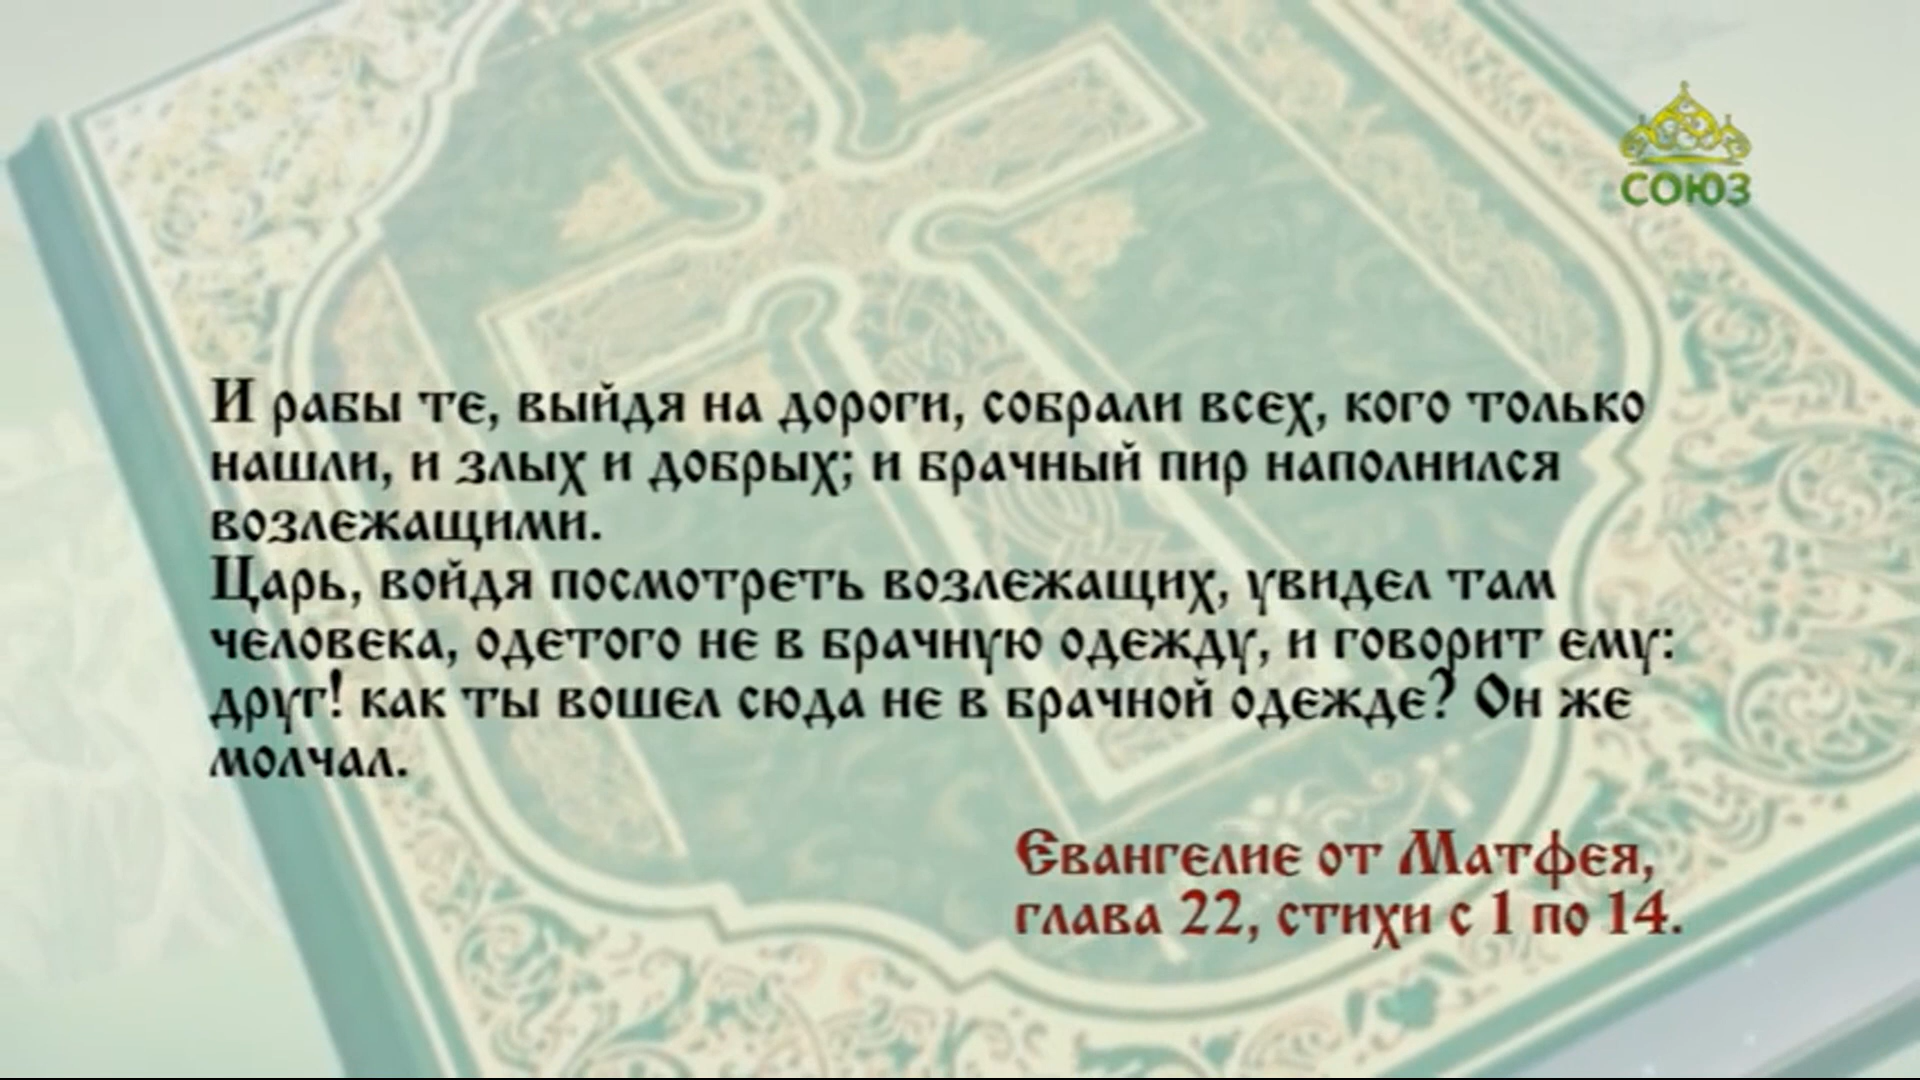 СОЮЗ
И рабы те, выйдя на дороги, собрали всех, кого только
нашли, и злых и добрых; и брачный пир наполнился
возлежащими.
Царь, войдя посмотреть возлежащих, увидел там
человека, одетого не в брачную одежду, и говорит ему:
друг! как ты вошел сюда не в брачной одежде? Он же
молчал.
Евангелие от Матфея,
глава 22, стихи с 1 по 14.